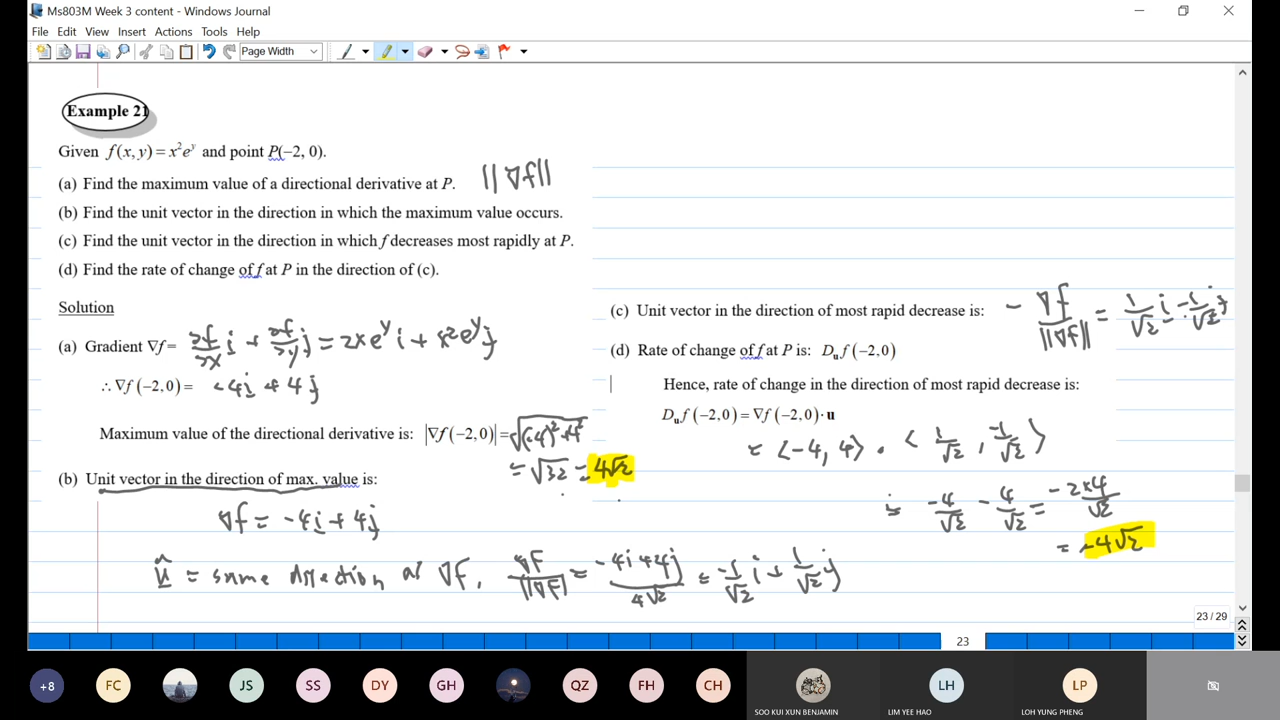 Ms803M Week 3 content - Windows Journal
File Edit View Insert Actions Tools Help
Page Width
Example 21
Given f(x, y) = x²eʸ and point P(−2, 0).
(a) Find the maximum value of a directional derivative at P. ||∇f||
(b) Find the unit vector in the direction in which the maximum value occurs.
(c) Find the unit vector in the direction in which f decreases most rapidly at P.
(d) Find the rate of change of f at P in the direction of (c).
Solution
(a) Gradient ∇f = ∂f/∂x i + ∂f/∂y j = 2xeʸ i + x²eʸ j
∴ ∇f(−2,0) = -4i + 4j
Maximum value of the directional derivative is: |∇f(−2,0)| = √((-4)²+4²)
= √32 = 4√2
(b) Unit vector in the direction of max. value is:
∇f = -4i + 4j
û = same direction as ∇f, ∇f/||∇f|| = (-4i+4j)/4√2 = -1/√2 i + 1/√2 j
(c) Unit vector in the direction of most rapid decrease is: - ∇f/||∇f|| = 1/√2 i - 1/√2 j
(d) Rate of change of f at P is: Dᵤf(−2,0)
Hence, rate of change in the direction of most rapid decrease is:
Dᵤf(−2,0) = ∇f(−2,0)·u
= <-4, 4> · <1/√2, -1/√2>
= -4/√2 - 4/√2 = -2×4/√2
= -4√2
23 / 29
23
+8 FC JS SS DY GH QZ FH CH LH LP
SOO KUI XUN BENJAMIN LIM YEE HAO LOH YUNG PHENG